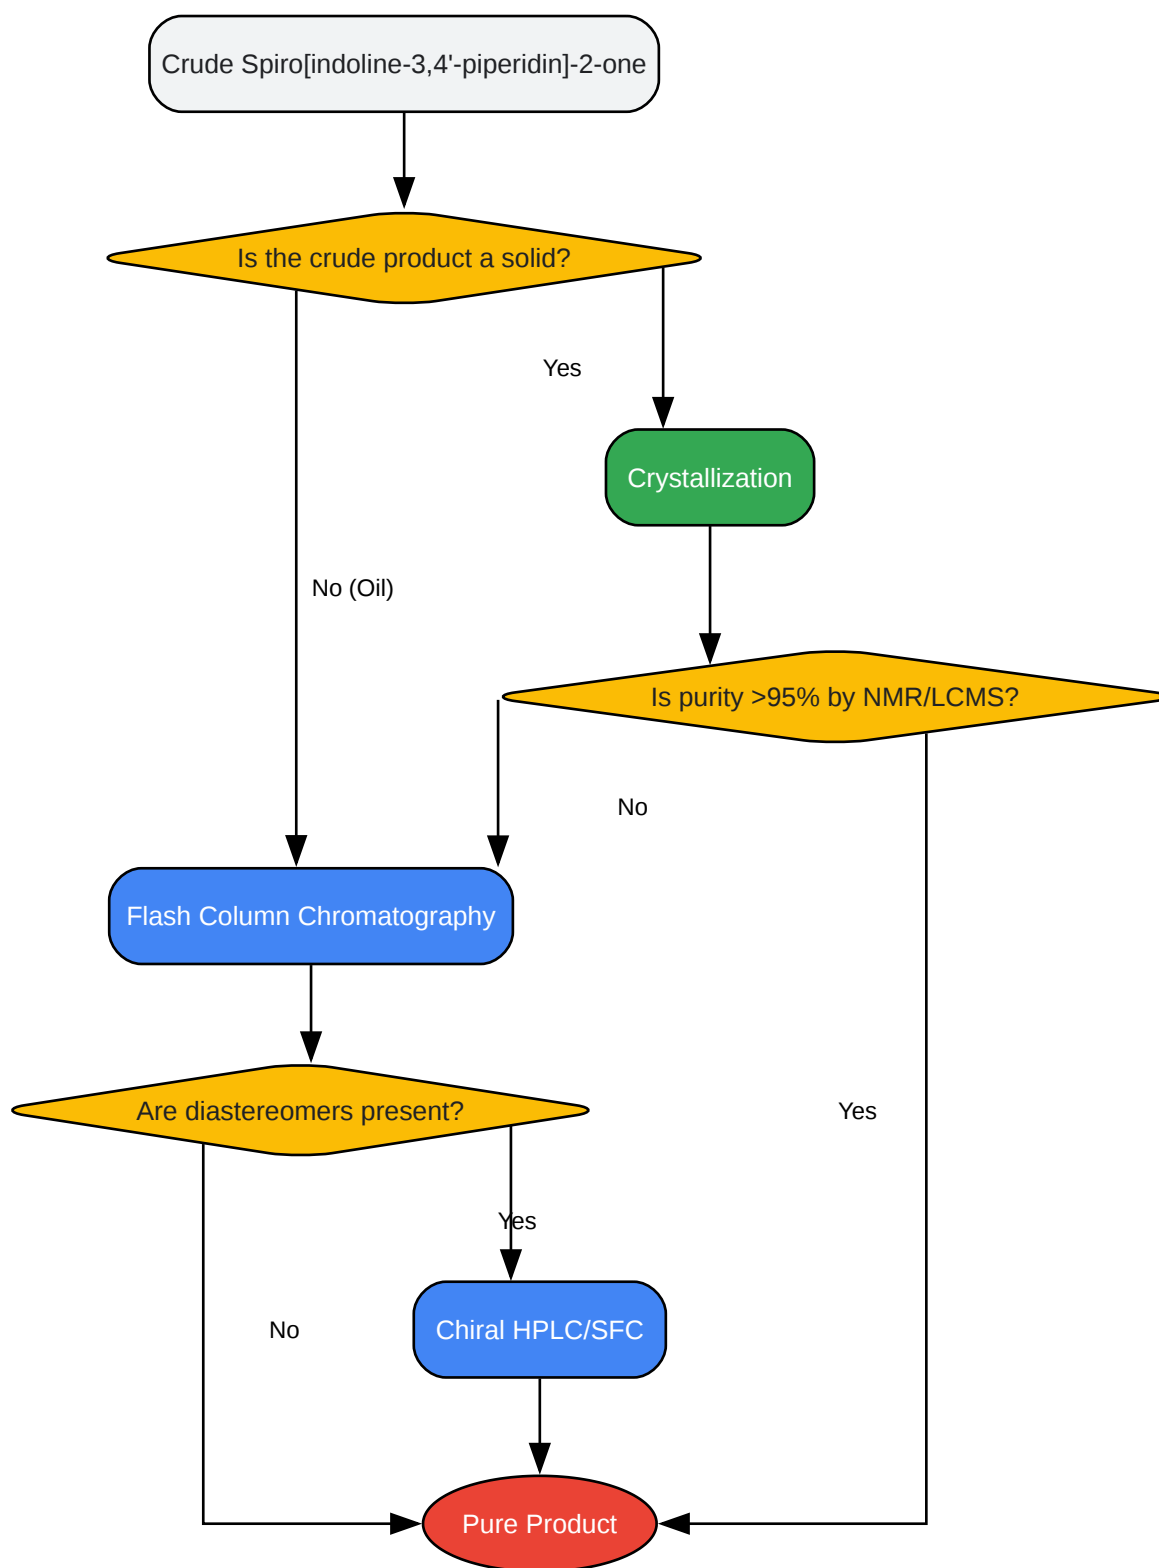 Crude Spiro[indoline-3,4'-piperidin]-2-one
Is the crude product a solid?
Yes
Crystallization
No (Oil)
Is purity >95% by NMR/LCMS?
No
Flash Column Chromatography
Are diastereomers present?
Yes
Yes
No
Chiral HPLC/SFC
Pure Product